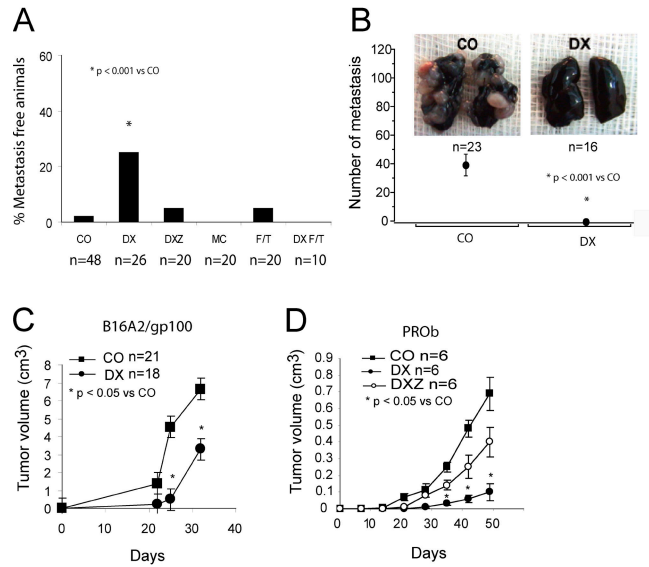 A
% Metastasis free animals
60
40
20
0
* p < 0.001 vs CO
*
CO DX DXZ MC F/T DX F/T
n=48 n=26 n=20 n=20 n=20 n=10
B
Number of metastasis
120
100
80
60
40
20
0
CO DX
n=23 n=16
* p < 0.001 vs CO
*
CO DX
C
B16A2/gp100
Tumor volume (cm3)
8
7
6
5
4
3
2
1
0
CO n=21
DX n=18
* p < 0.05 vs CO
*
*
0 10 20 30 40
Days
D
PROb
Tumor volume (cm3)
0.9
0.8
0.7
0.6
0.5
0.4
0.3
0.2
0.1
0
CO n=6
DX n=6
DXZ n=6
* p < 0.05 vs CO
* * *
0 10 20 30 40 50
Days